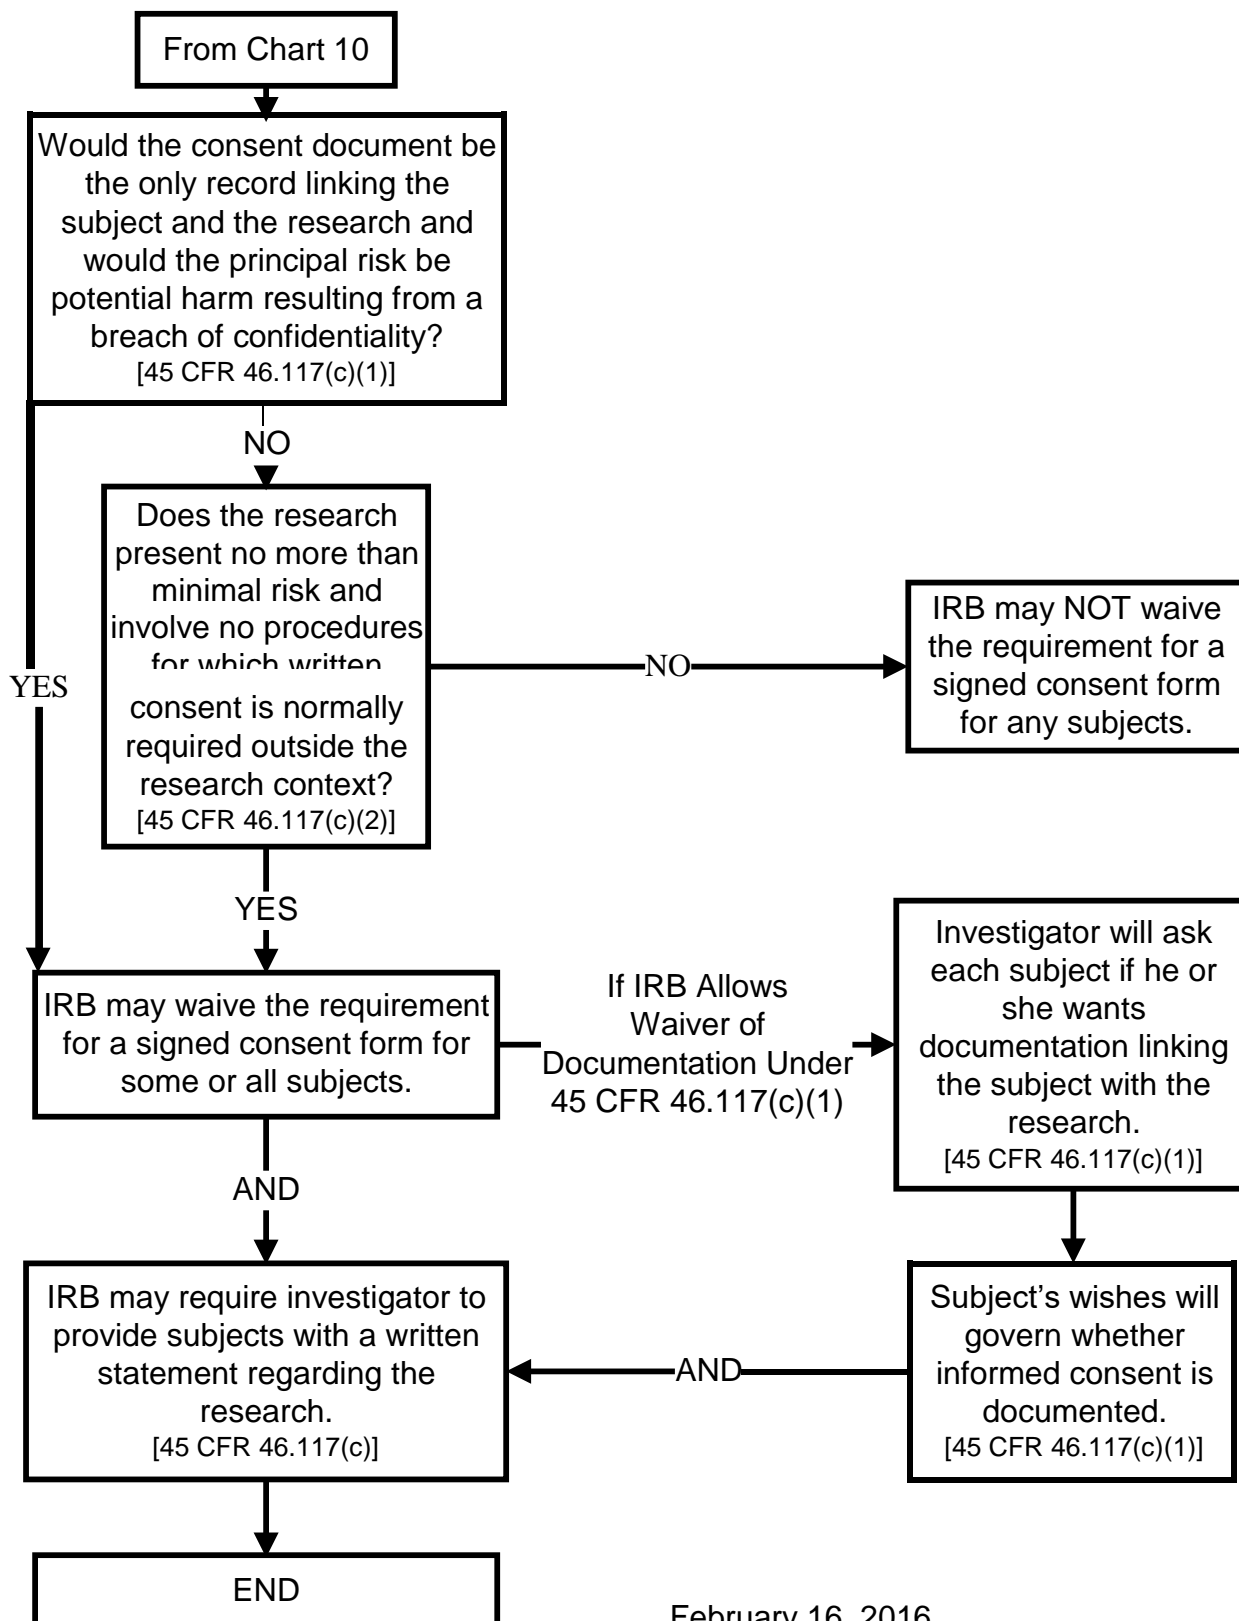 From Chart 10
Would the consent document be
the only record linking the
subject and the research and
would the principal risk be
potential harm resulting from a
breach of confidentiality?
[45 CFR 46.117(c)(1)]
NO
Does the research
present no more than
minimal risk and
involve no procedures
for which written
consent is normally
required outside the
research context?
[45 CFR 46.117(c)(2)]
NO
IRB may NOT waive
the requirement for a
signed consent form
for any subjects.
YES
YES
IRB may waive the requirement
for a signed consent form for
some or all subjects.
If IRB Allows
Waiver of
Documentation Under
45 CFR 46.117(c)(1)
Investigator will ask
each subject if he or
she wants
documentation linking
the subject with the
research.
[45 CFR 46.117(c)(1)]
AND
IRB may require investigator to
provide subjects with a written
statement regarding the
research.
[45 CFR 46.117(c)]
AND
Subject's wishes will
govern whether
informed consent is
documented.
[45 CFR 46.117(c)(1)]
END
February 16, 2016